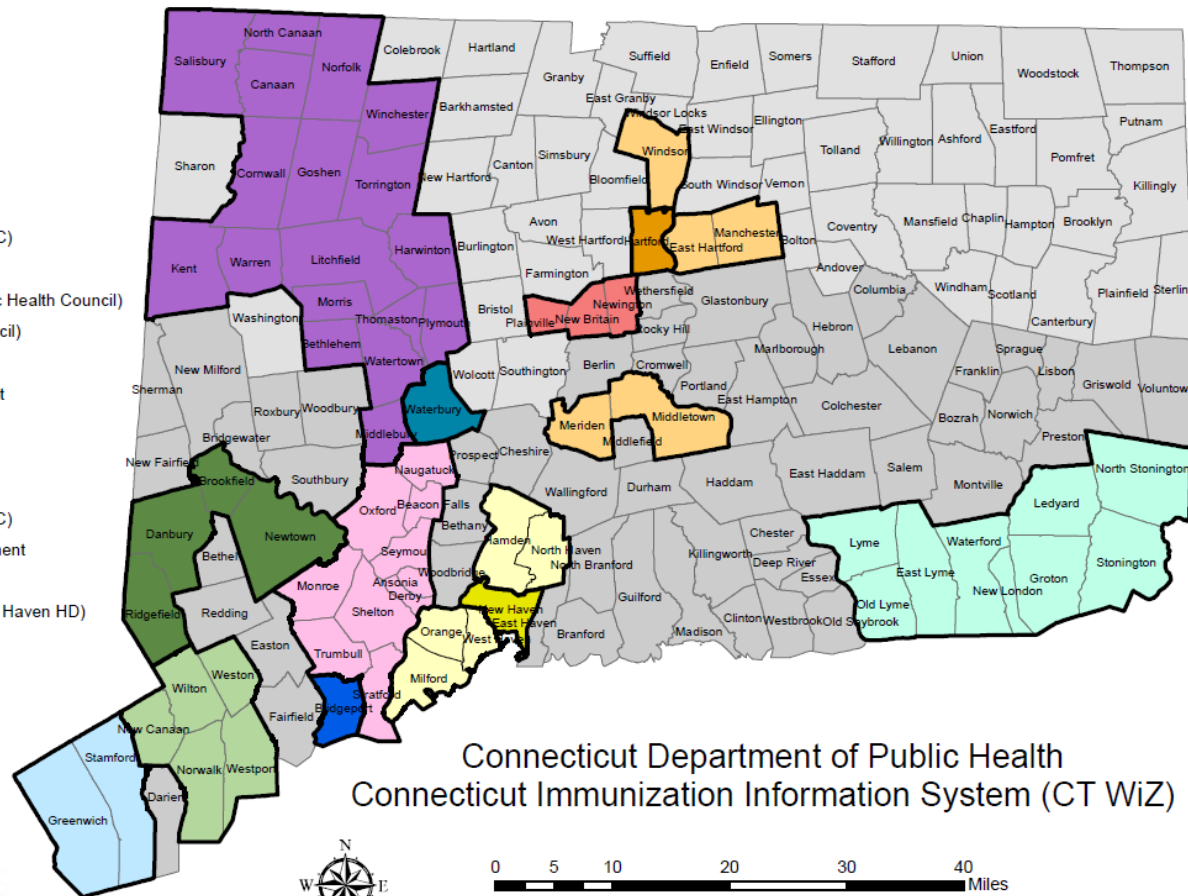 North Canaan
Colebrook
Hartland
Salisbury
Norfolk
Canaan
Suffield
Enfield
Somers
Stafford
Union
Woodstock
Thompson
Granby
East Granby
Winchester
Barkhamsted
Windsor Locks
East Windsor
Ellington
Putnam
Tolland
Willington
Ashford
Eastford
Pomfret
Sharon
Cornwall
Goshen
Torrington
New Hartford
Canton
Simsbury
Bloomfield
Windsor
South Windsor
Vernon
Killingly
C)
Kent
Warren
Litchfield
Harwinton
Burlington
Avon
West Hartford
Hartford
East Hartford
Manchester
Bolton
Coventry
Mansfield
Chaplin
Hampton
Brooklyn
Farmington
Andover
c Health Council)
cil)
Washington
Morris
Thomaston
Plymouth
Bristol
Plainville
New Britain
Newington
Wethersfield
Rocky Hill
Glastonbury
Hebron
Columbia
Windham
Scotland
Canterbury
Plainfield
Sterlin
Bethlehem
Watertown
Sherman
New Milford
Wolcott
Southington
Berlin
Cromwell
Marlborough
Lebanon
Franklin
Sprague
Lisbon
Griswold
Voluntow
t
Roxbury
Woodbury
Waterbury
Portland
East Hampton
Colchester
Bozrah
Norwich
Preston
Bridgewater
Middlebury
Meriden
Middletown
Middlefield
Prospect
Cheshire
New Fairfield
Brookfield
Southbury
Naugatuck
Wallingford
Durham
Haddam
East Haddam
Salem
Montville
North Stonington
Ledyard
C)
ment
Danbury
Bethel
Newtown
Oxford
Beacon Falls
Bethany
Seymou
Hamden
North Haven
North Branford
Woodbridge
Killingworth
Chester
Deep River
Essex
Lyme
East Lyme
Waterford
New London
Groton
Stonington
Haven HD)
Ridgefield
Redding
Monroe
Ansonia
Derby
Shelton
New Haven
East Haven
Guilford
Old Lyme
Easton
Trumbull
Orange
West Haven
Branford
Madison
Clinton
Westbrook
Old Saybrook
Wilton
Weston
Milford
Stratford
Bridgeport
Fairfield
New Canaan
Stamford
Norwalk
Westport
Darien
Greenwich
Connecticut Department of Public Health
Connecticut Immunization Information System (CT WiZ)
N
W
E
0 5 10 20 30 40
Miles